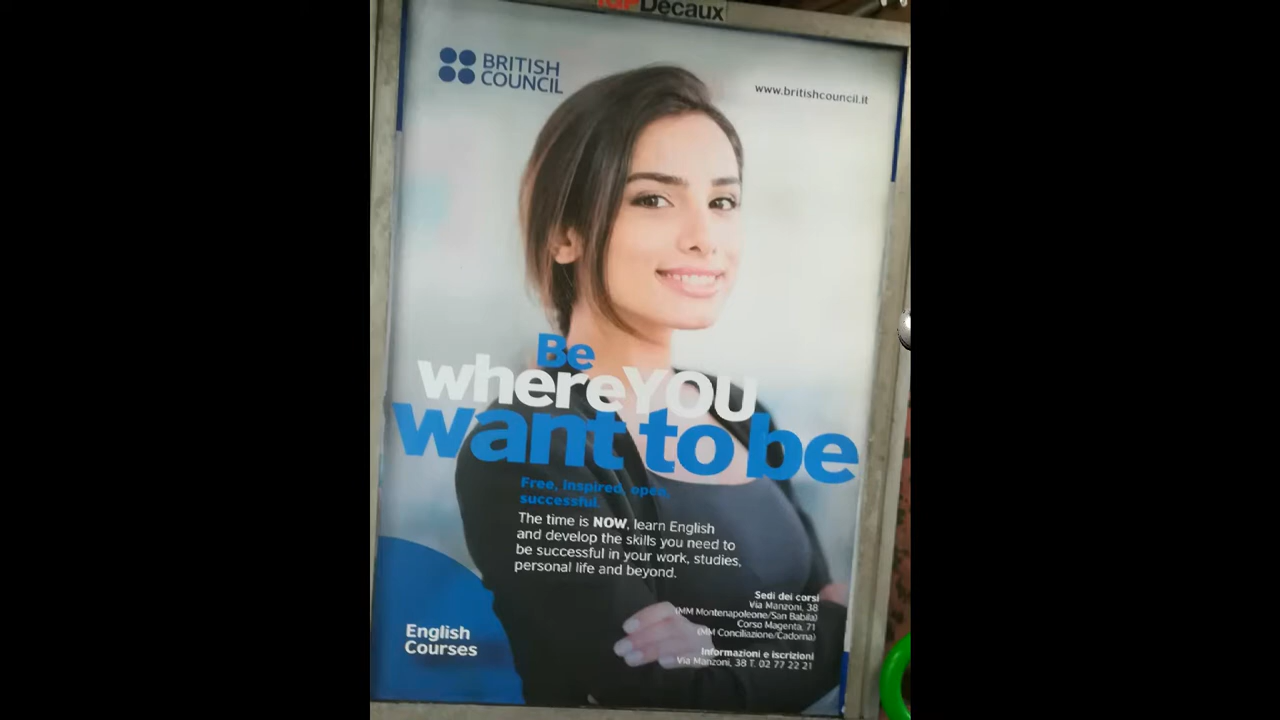 IGPDecaux
BRITISH
COUNCIL
www.britishcouncil.it
Be
whereYOU
want to be
Free, inspired, open,
successful.
The time is NOW, learn English
and develop the skills you need to
be successful in your work, studies,
personal life and beyond.
Sedi dei corsi
Via Manzoni, 38
(MM Montenapoleone/San Babila)
Corso Magenta, 71
(MM Conciliazione/Cadorna)
Informazioni e iscrizioni
Via Manzoni, 38 T. 02 77 22 21
English
Courses